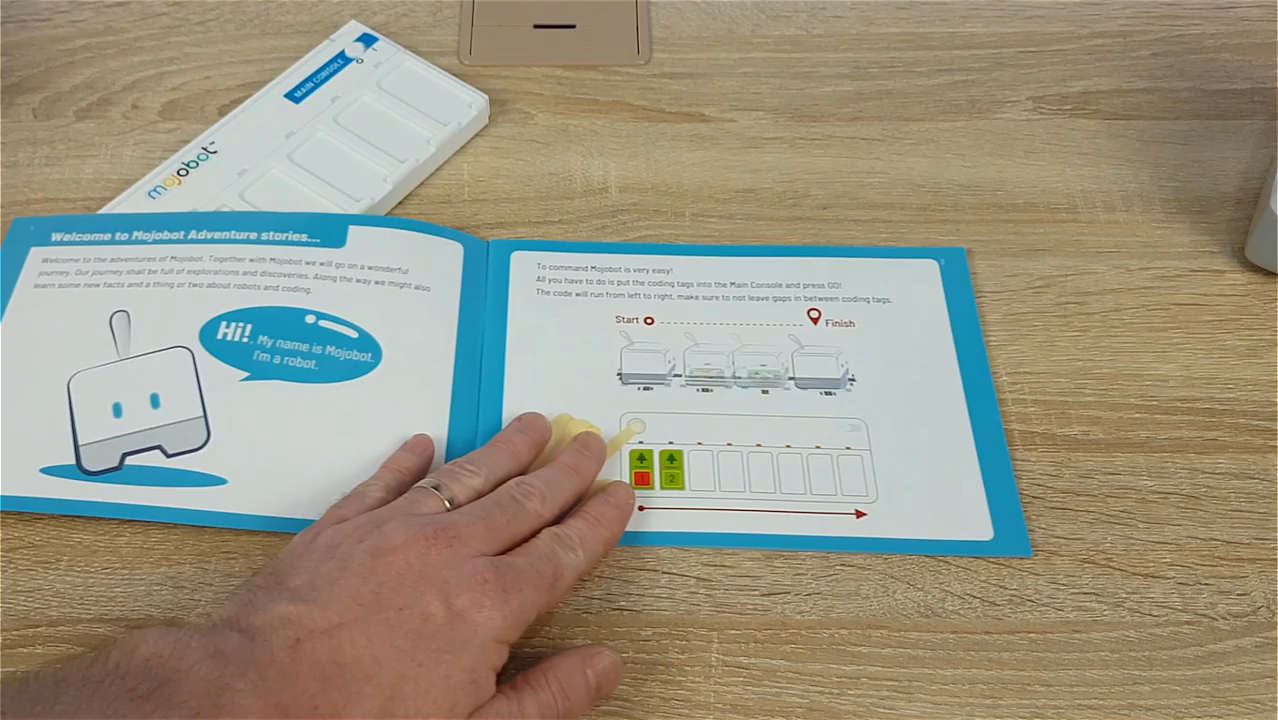 MAIN CONSOLE
mojobot™
Welcome to Mojobot Adventure stories...
Welcome to the adventures of Mojobot. Together with Mojobot we will go on a wonderful
journey. Our journey shall be full of explorations and discoveries. Along the way we might also
learn some new facts and a thing or two about robots and coding.
Hi!, My name is Mojobot.
I'm a robot.
To command Mojobot is very easy!
All you have to do is put the coding tags into the Main Console and press GO!
The code will run from left to right, make sure to not leave gaps in between coding tags.
Start
Finish
1
2